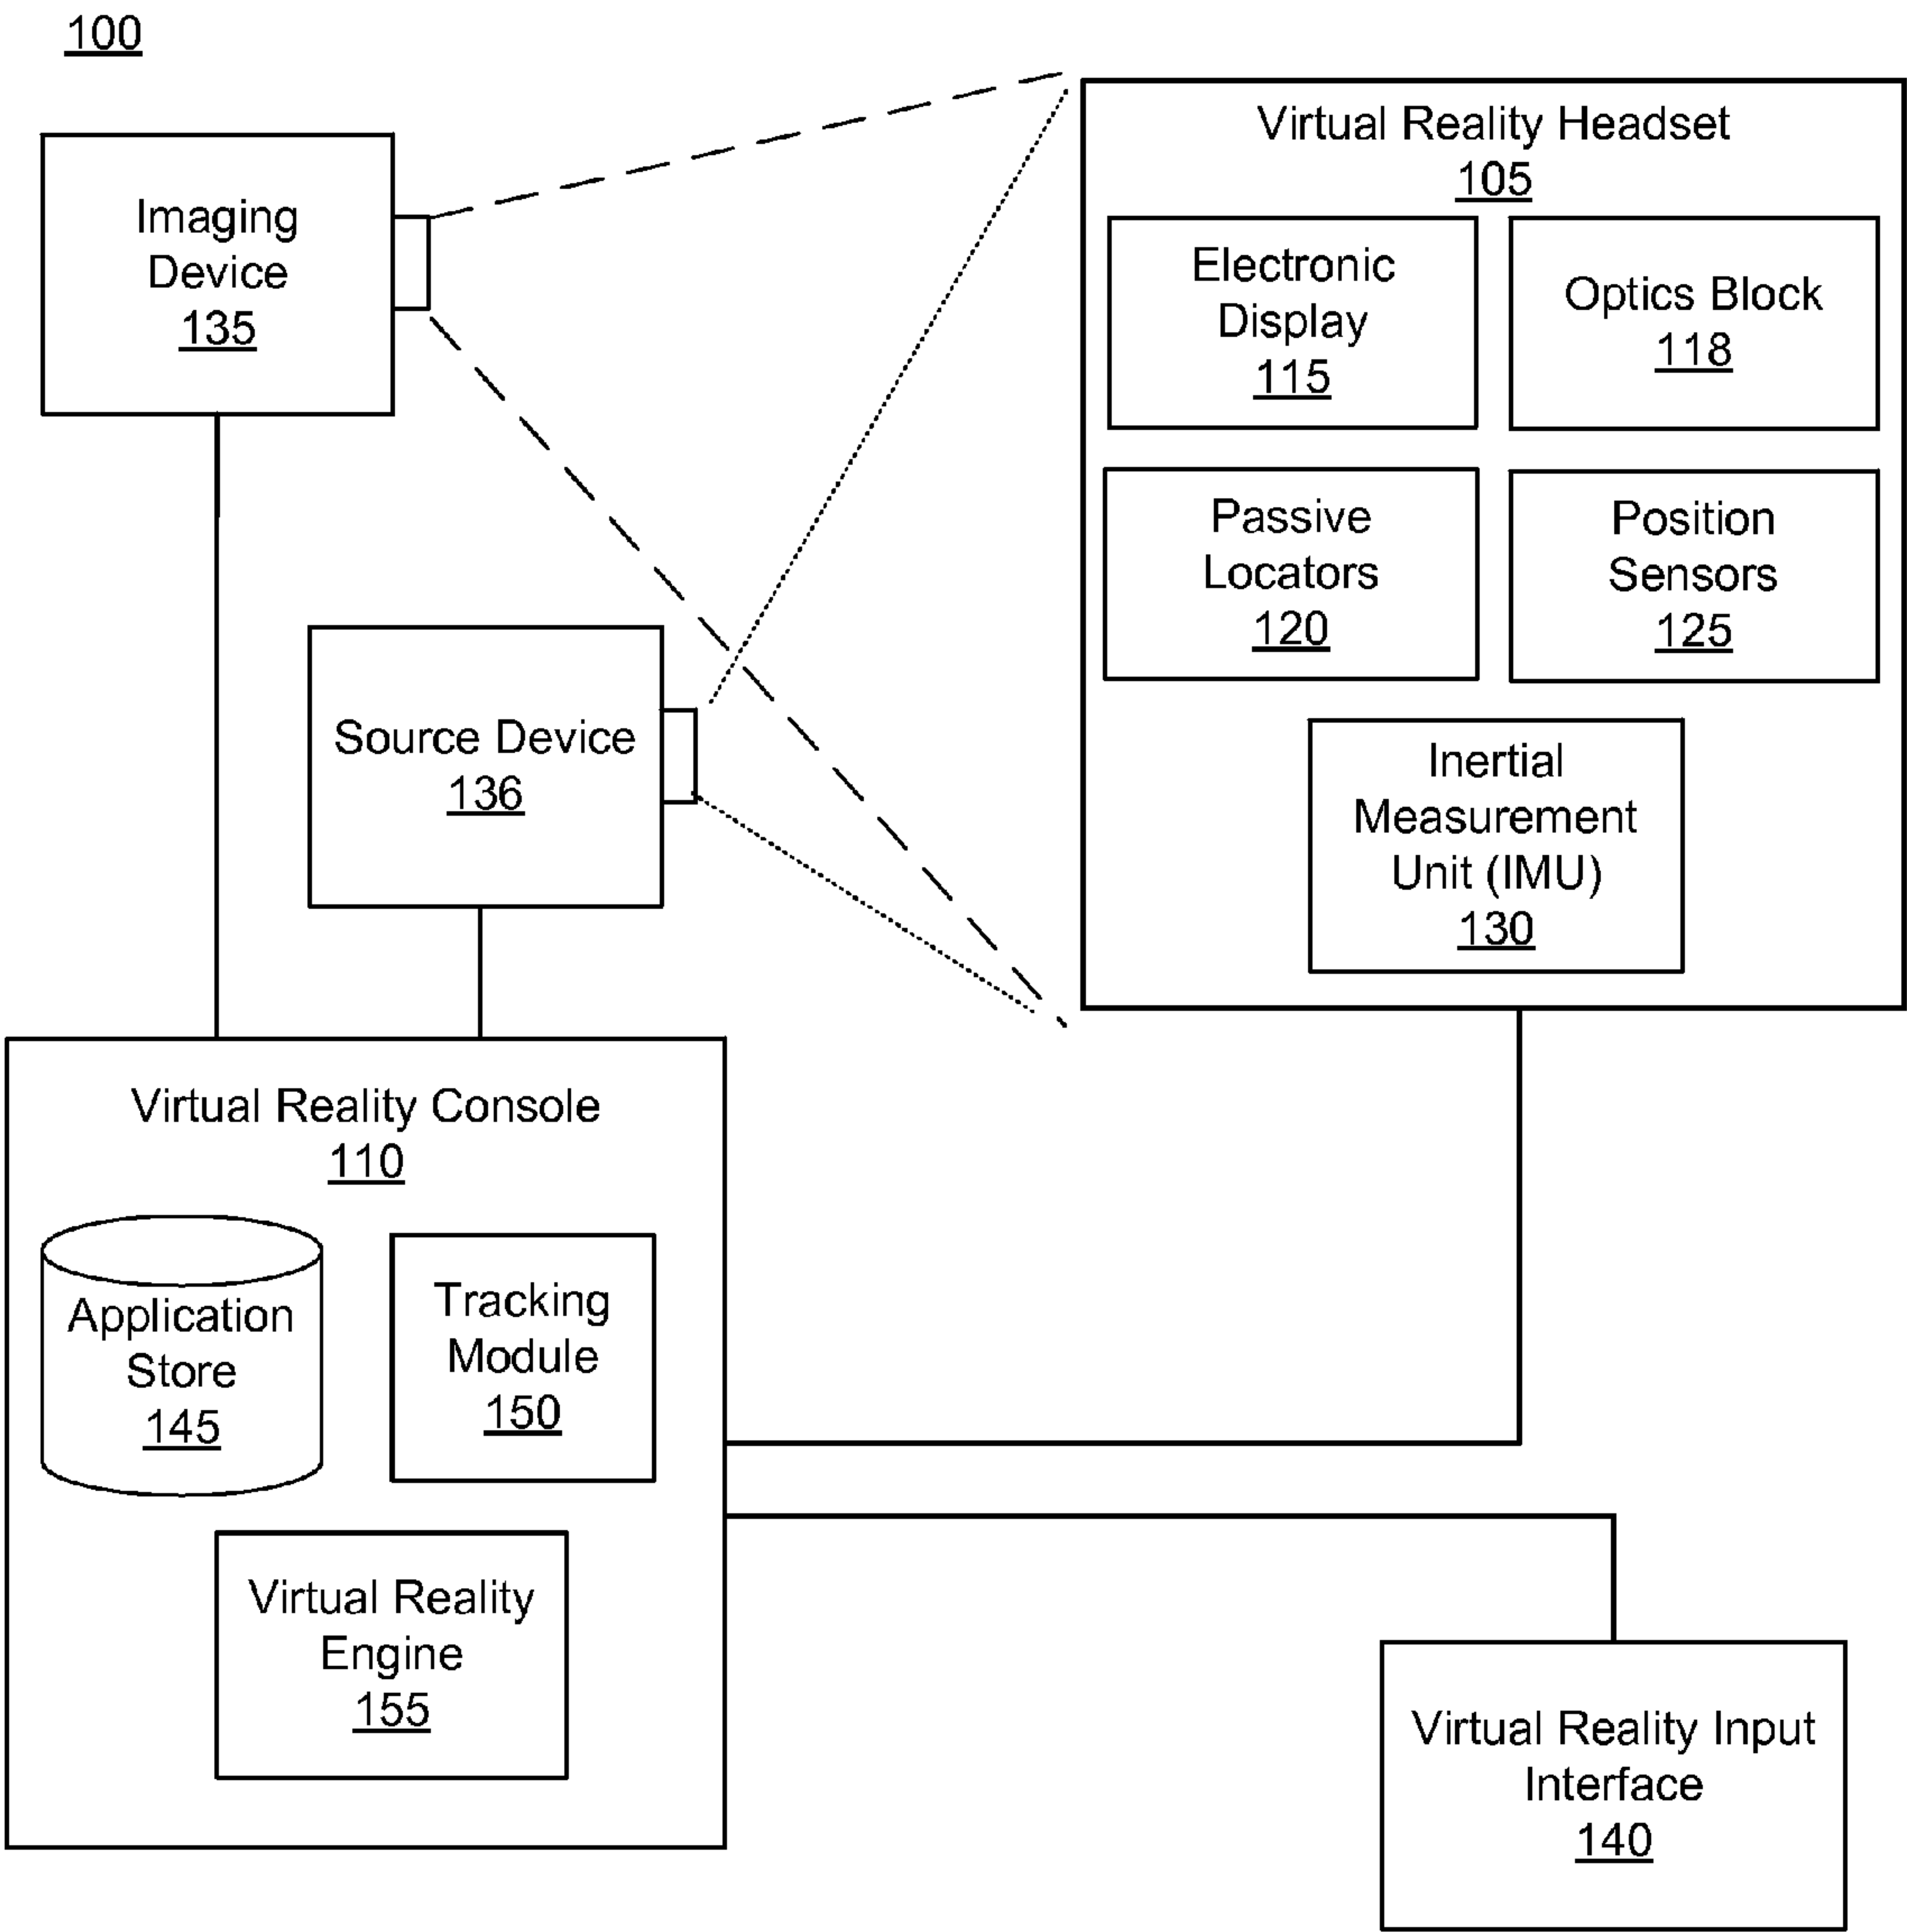 100
Imaging
Device
135
Virtual Reality Headset
105
Electronic
Display
115
Optics Block
118
Passive
Locators
120
Position
Sensors
125
Inertial
Measurement
Unit (IMU)
130
Source Device
136
Virtual Reality Console
110
Application
Store
145
Tracking
Module
150
Virtual Reality
Engine
155
Virtual Reality Input
Interface
140